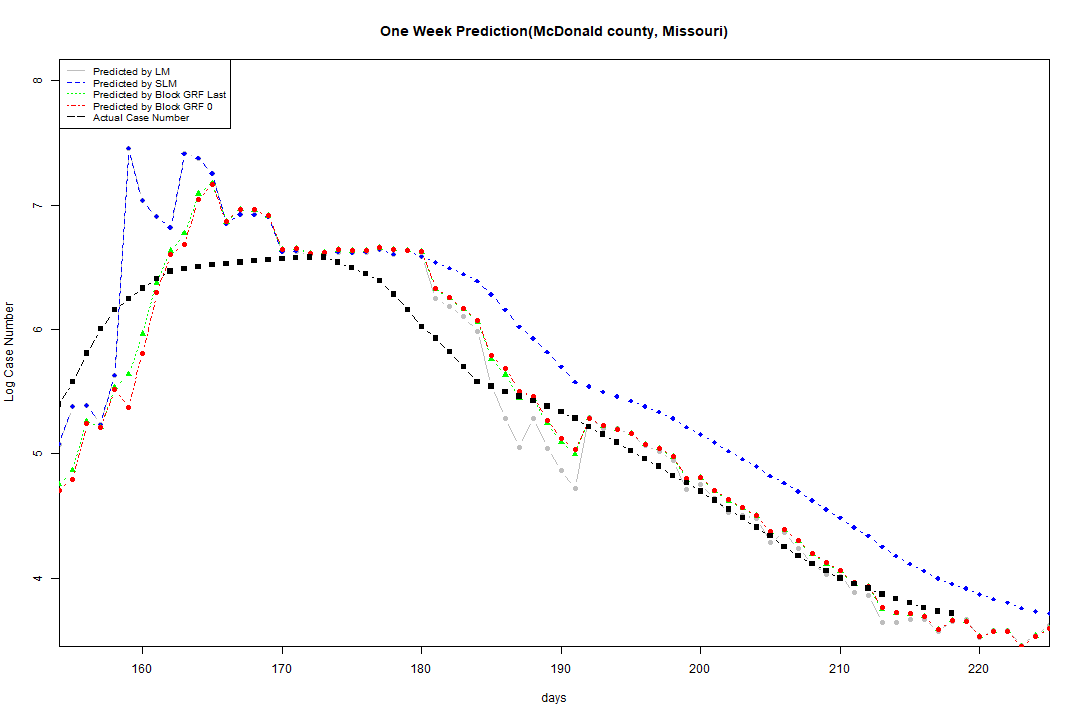 One Week Prediction(McDonald county, Missouri)
Predicted by LM
Predicted by SLM
Predicted by Block GRF Last
Predicted by Block GRF 0
Actual Case Number
8
7
6
5
4
Log Case Number
160 170 180 190 200 210 220
days